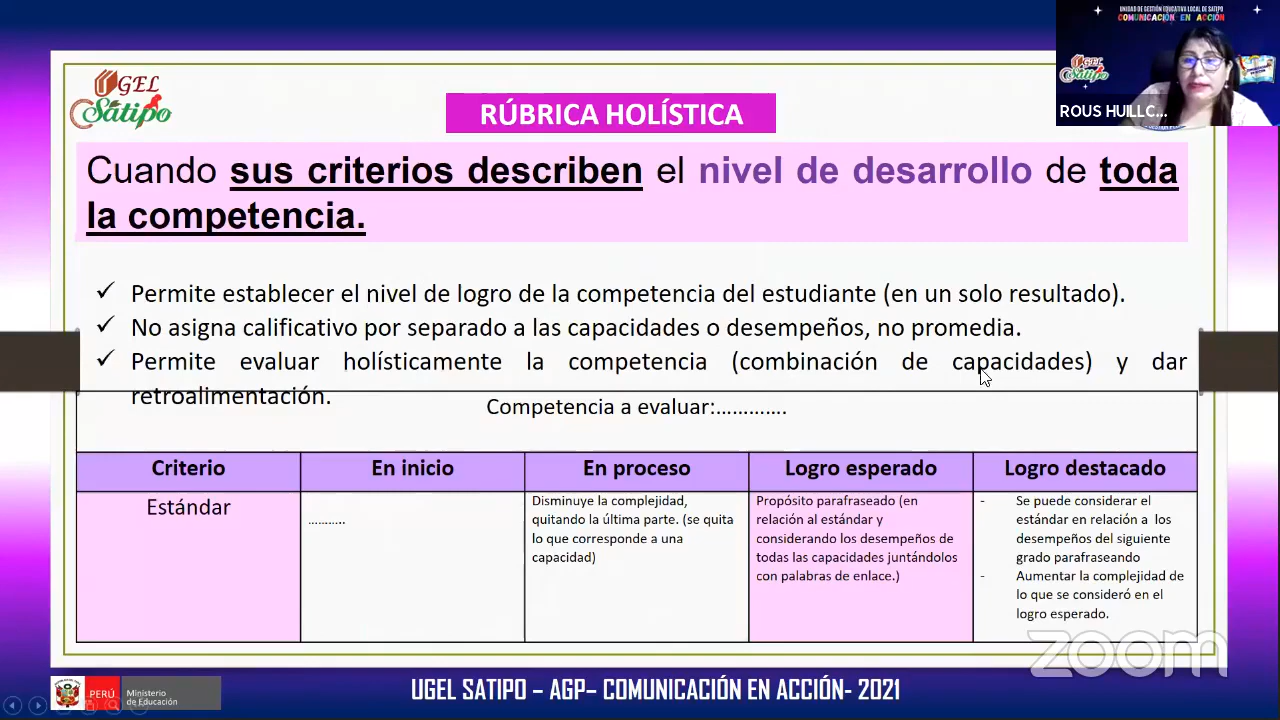 UNIDAD DE GESTIÓN EDUCATIVA LOCAL DE SATIPO
COMUNICACIÓN EN ACCIÓN
UGEL
Satipo
ROUS HUILLC...
UGEL
Satipo
RÚBRICA HOLÍSTICA
Cuando sus criterios describen el nivel de desarrollo de toda
la competencia.
✓ Permite establecer el nivel de logro de la competencia del estudiante (en un solo resultado).
✓ No asigna calificativo por separado a las capacidades o desempeños, no promedia.
✓ Permite evaluar holísticamente la competencia (combinación de capacidades) y dar
retroalimentación.
Competencia a evaluar:.............
Criterio
En inicio
En proceso
Logro esperado
Logro destacado
Estándar
...........
Disminuye la complejidad,
quitando la última parte. (se quita
lo que corresponde a una
capacidad)
Propósito parafraseado (en
relación al estándar y
considerando los desempeños de
todas las capacidades juntándolos
con palabras de enlace.)
- Se puede considerar el
estándar en relación a los
desempeños del siguiente
grado parafraseando
- Aumentar la complejidad de
lo que se consideró en el
logro esperado.
zoom
PERÚ
Ministerio
de Educación
UGEL SATIPO – AGP– COMUNICACIÓN EN ACCIÓN- 2021